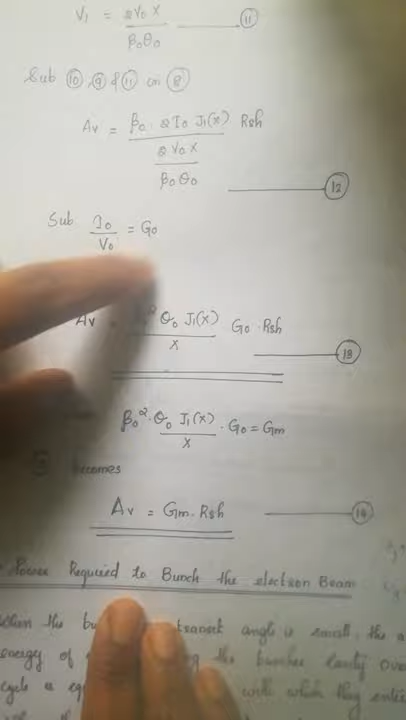 V1 = 2V0 X / β0θ0 ——— (11)
Sub (10), (9) & (11) in (8)
Av = β0 · 2I0 J1(x) / (2V0 x / β0θ0) Rsh ——— (12)
Sub I0/V0 = G0
Av θ0 J1(x) / x G0 · Rsh ——— (13)
β0² · θ0 J1(x) / x · G0 = Gm
becomes
Av = Gm · Rsh ——— (14)
Power Required to Bunch the electron Beam
When the transit angle is small, the
energy of the buncher cavity over
cycle is with which they